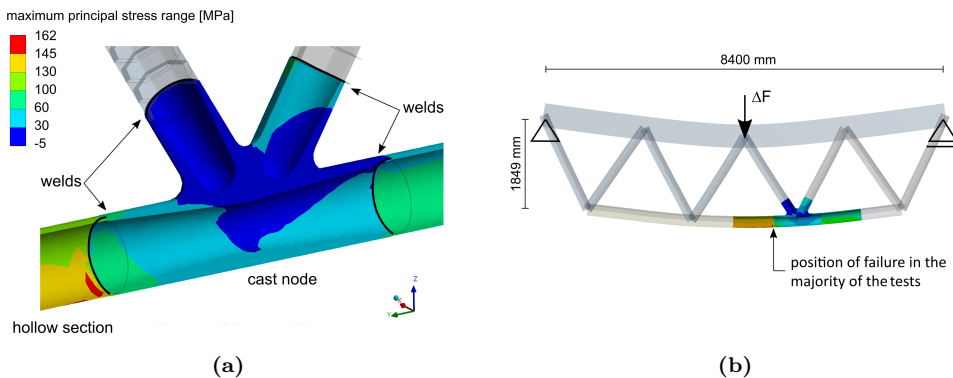 maximum principal stress range [MPa]
162
145
130
100
60
30
-5
welds
welds
cast node
hollow section
Z
Y
(a)
8400 mm
ΔF
1849 mm
position of failure in the
majority of the tests
(b)